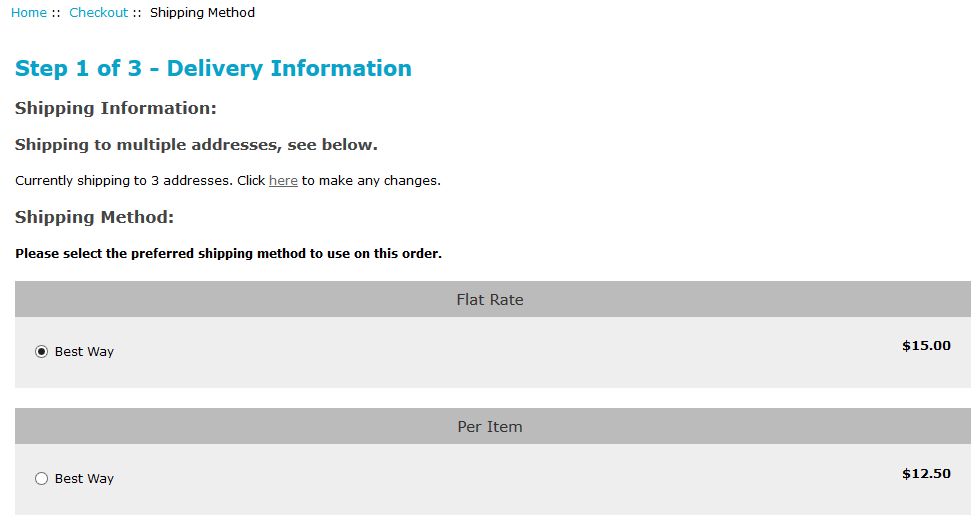 Home :: Checkout :: Shipping Method
Step 1 of 3 - Delivery Information
Shipping Information:
Shipping to multiple addresses, see below.
Currently shipping to 3 addresses. Click here to make any changes.
Shipping Method:
Please select the preferred shipping method to use on this order.
Flat Rate
Best Way $15.00
Per Item
Best Way $12.50